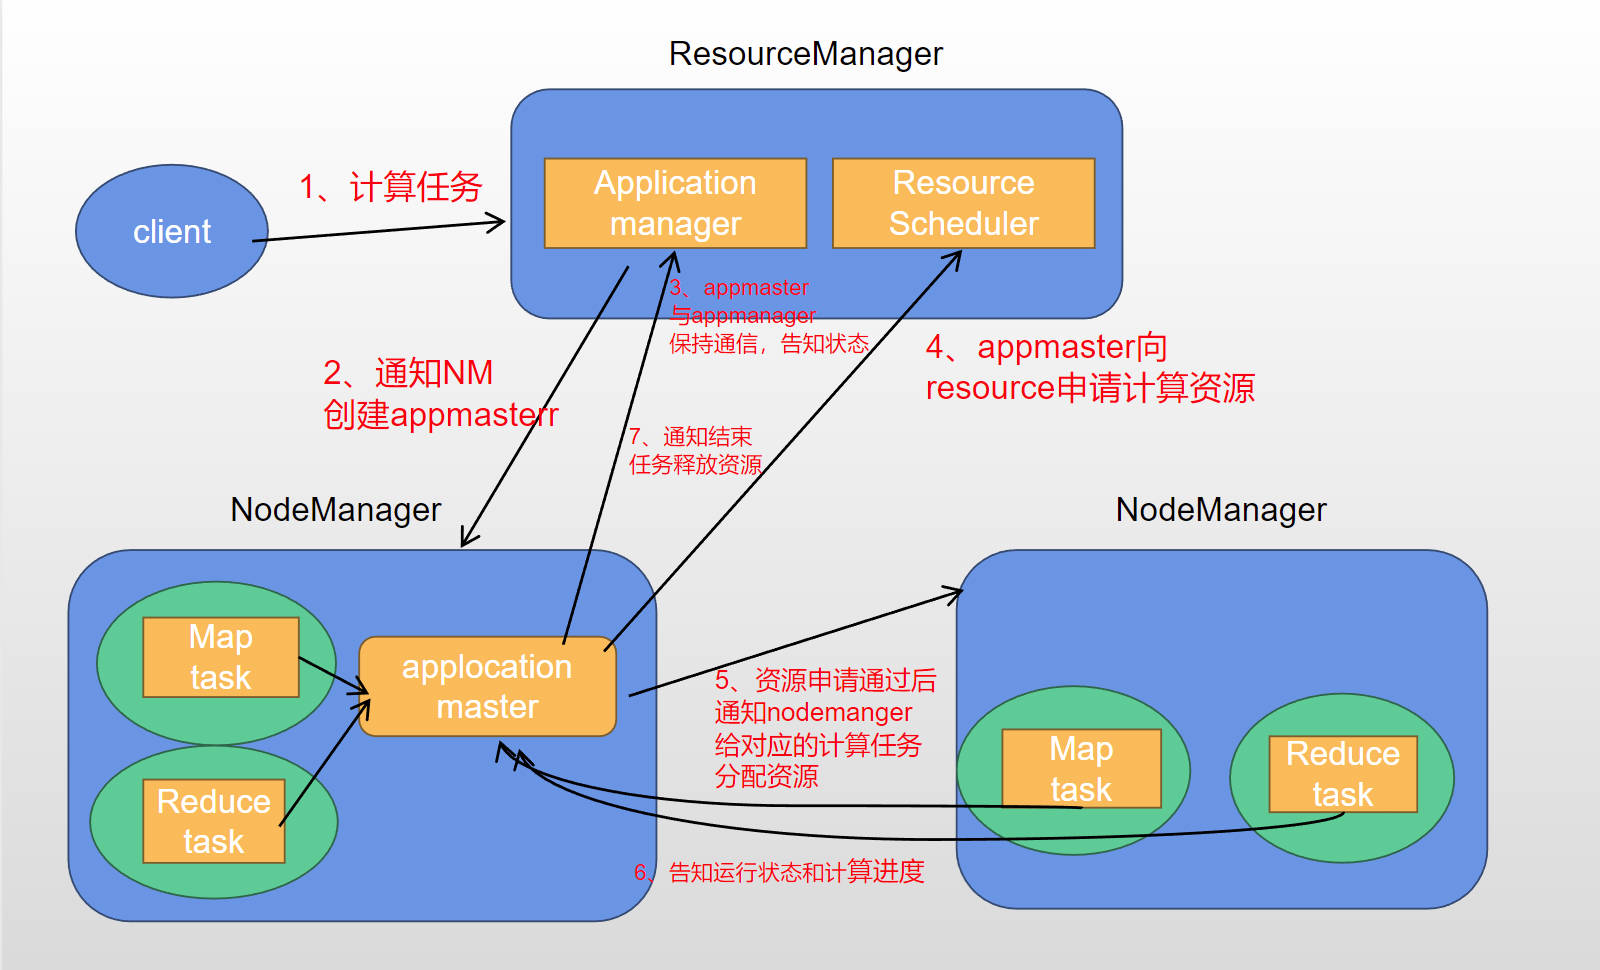 ResourceManager
client
1、计算任务
Application
manager
Resource
Scheduler
3、appmaster
与appmanager
保持通信，告知状态
2、通知NM
创建appmasterr
4、appmaster向
resource申请计算资源
7、通知结束
任务释放资源
NodeManager
NodeManager
Map
task
applocation
master
Reduce
task
5、资源申请通过后
通知nodemanger
给对应的计算任务
分配资源
Map
task
Reduce
task
6、告知运行状态和计算进度